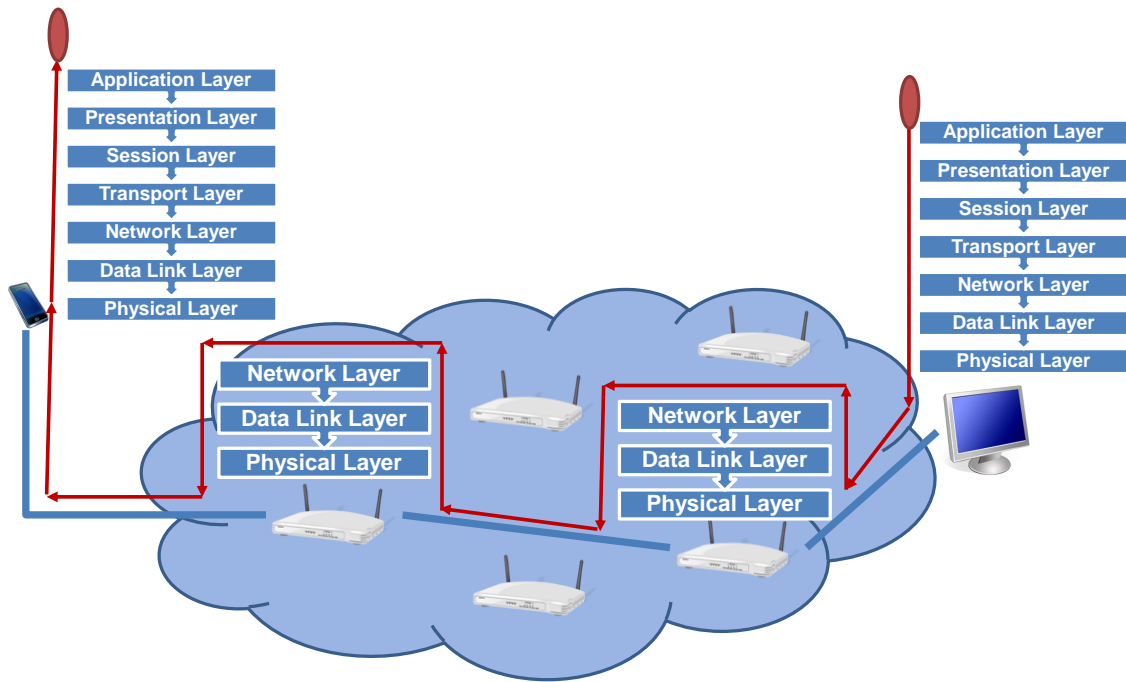 Application Layer
Presentation Layer
Session Layer
Transport Layer
Network Layer
Data Link Layer
Physical Layer
Network Layer
Data Link Layer
Physical Layer
Network Layer
Data Link Layer
Physical Layer
Application Layer
Presentation Layer
Session Layer
Transport Layer
Network Layer
Data Link Layer
Physical Layer